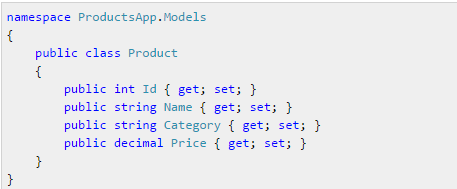 namespace ProductsApp.Models
{
    public class Product
    {
        public int Id { get; set; }
        public string Name { get; set; }
        public string Category { get; set; }
        public decimal Price { get; set; }
    }
}